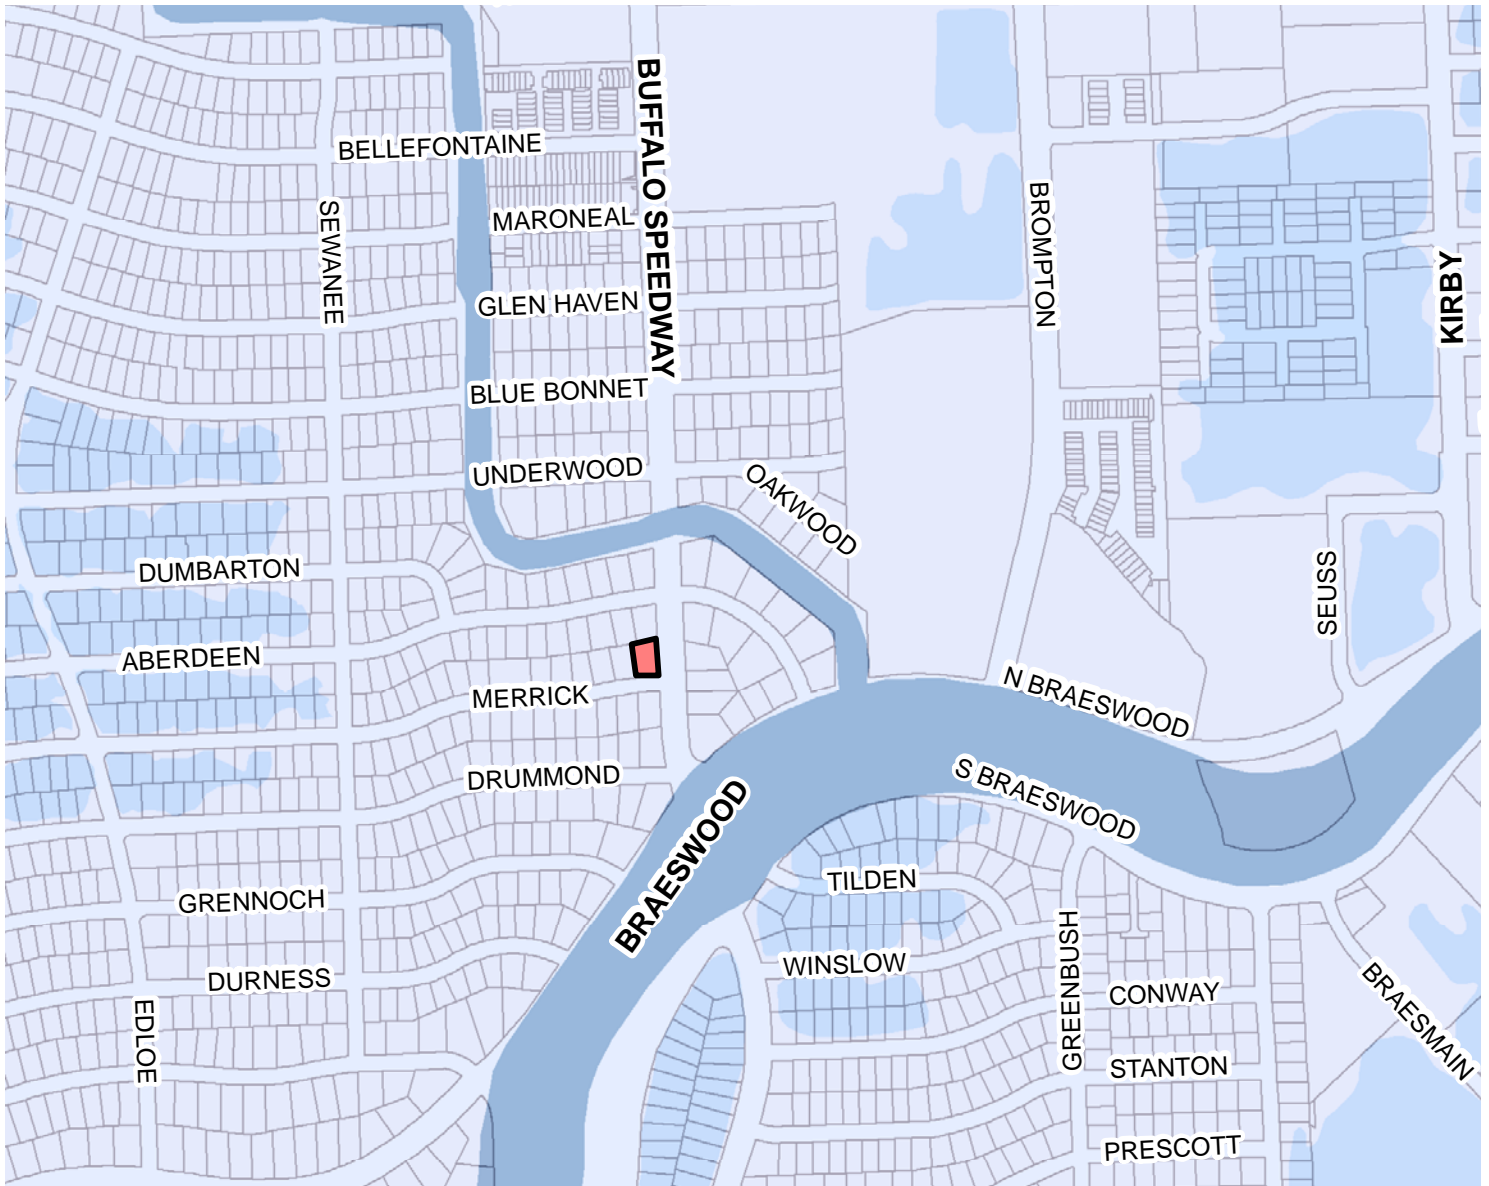 BUFFALO SPEEDWAY
BELLEFONTAINE
BROMPTON
SEWANEE
MARONEAL
KIRBY
GLEN HAVEN
BLUE BONNET
UNDERWOOD
OAKWOOD
SEUSS
DUMBARTON
ABERDEEN
MERRICK
N BRAESWOOD
DRUMMOND
S BRAESWOOD
BRAESWOOD
TILDEN
GRENNOCH
GREENBUSH
WINSLOW
DURNESS
CONWAY
BRAESMAIN
EDLOE
STANTON
PRESCOTT